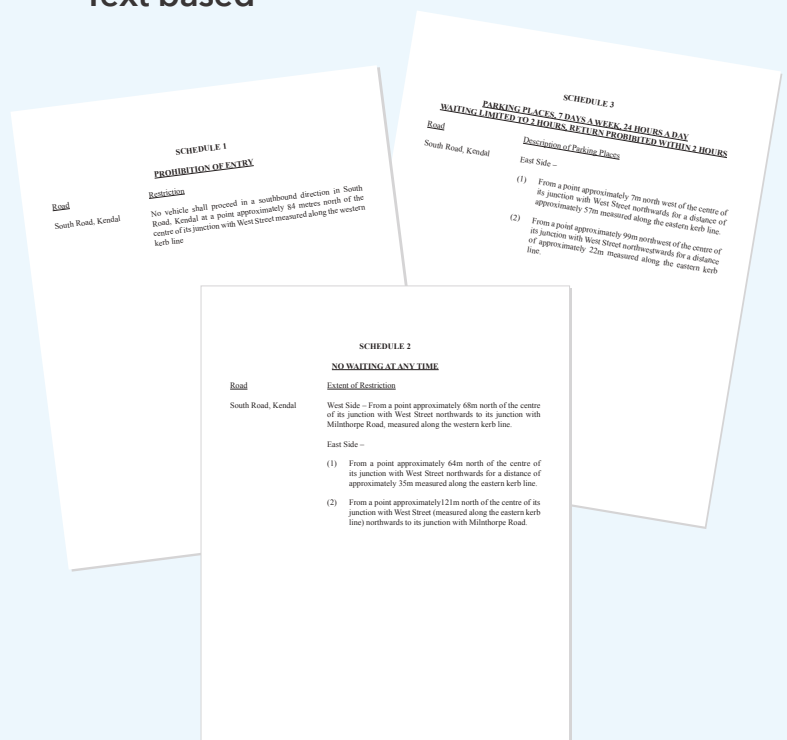 Text based
SCHEDULE 1
PROHIBITION OF ENTRY
Road
Restriction
South Road, Kendal
No vehicle shall proceed in a southbound direction in South
Road, Kendal at a point approximately 84 metres north of the
centre of its junction with West Street measured along the western
kerb line
SCHEDULE 3
PARKING PLACES, 7 DAYS A WEEK, 24 HOURS A DAY
WAITING LIMITED TO 2 HOURS, RETURN PROHIBITED WITHIN 2 HOURS
Road
Description of Parking Places
South Road, Kendal
East Side –
(1) From a point approximately 7m north west of the centre of
its junction with West Street northwards for a distance of
approximately 57m measured along the eastern kerb line.
(2) From a point approximately 99m northwest of the centre of
its junction with West Street northwestwards for a distance
of approximately 22m measured along the eastern kerb
line.
SCHEDULE 2
NO WAITING AT ANY TIME
Road
Extent of Restriction
South Road, Kendal
West Side – From a point approximately 68m north of the centre
of its junction with West Street northwards to its junction with
Milnthorpe Road, measured along the western kerb line.
East Side –
(1) From a point approximately 64m north of the centre of
its junction with West Street northwards for a distance of
approximately 35m measured along the eastern kerb line.
(2) From a point approximately121m north of the centre of its
junction with West Street (measured along the eastern kerb
line) northwards to its junction with Milnthorpe Road.